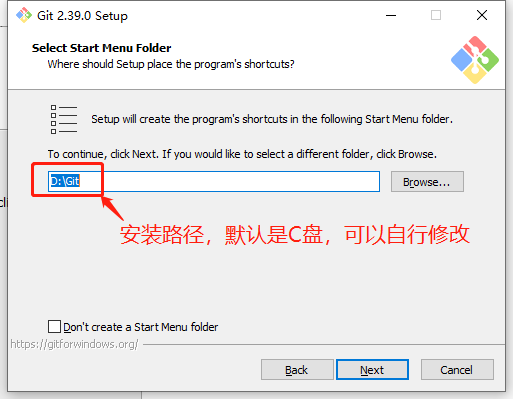 Git 2.39.0 Setup
Select Start Menu Folder
Where should Setup place the program's shortcuts?
Setup will create the program's shortcuts in the following Start Menu folder.
To continue, click Next. If you would like to select a different folder, click Browse.
D:\Git
Browse...
安装路径，默认是C盘，可以自行修改
Don't create a Start Menu folder
https://gitforwindows.org/
Back
Next
Cancel